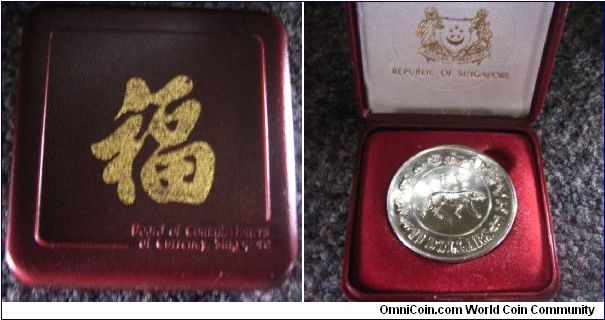 福
Board of Commissioners
of Currency, Singapore
REPUBLIC OF SINGAPORE
OmniCoin.com World Coin Community